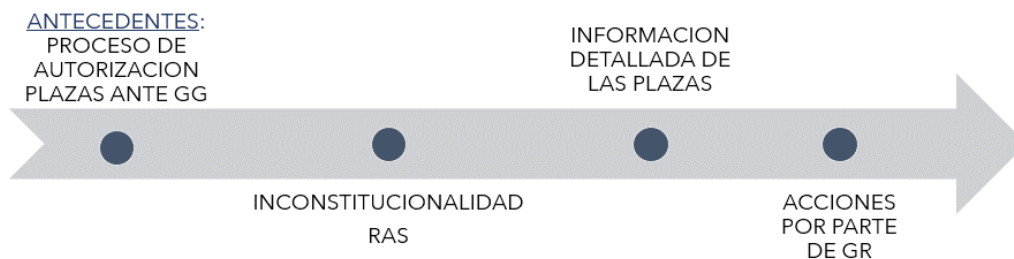 ANTECEDENTES:
PROCESO DE
AUTORIZACION
PLAZAS ANTE GG
INCONSTITUCIONALIDAD
RAS
INFORMACION
DETALLADA DE
LAS PLAZAS
ACCIONES
POR PARTE
DE GR